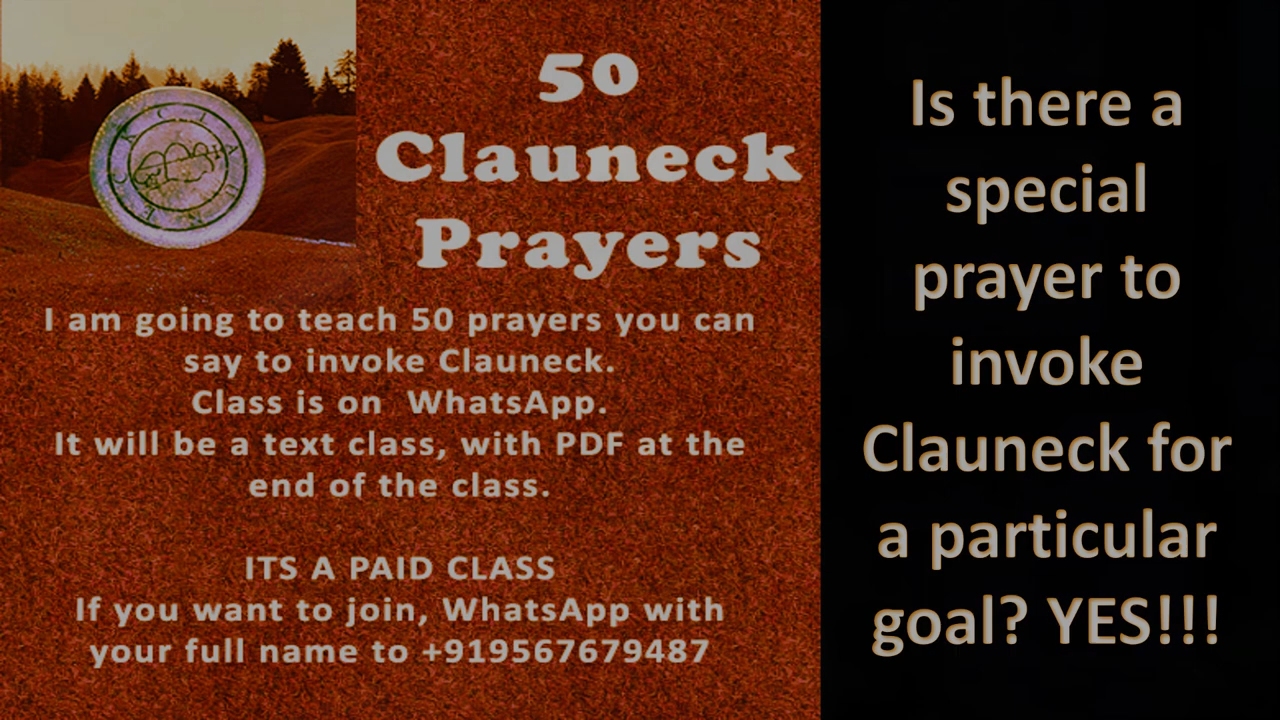 50
Clauneck
Prayers
I am going to teach 50 prayers you can
say to invoke Clauneck.
Class is on WhatsApp.
It will be a text class, with PDF at the
end of the class.
ITS A PAID CLASS
If you want to join, WhatsApp with
your full name to +919567679487
Is there a
special
prayer to
invoke
Clauneck for
a particular
goal? YES!!!